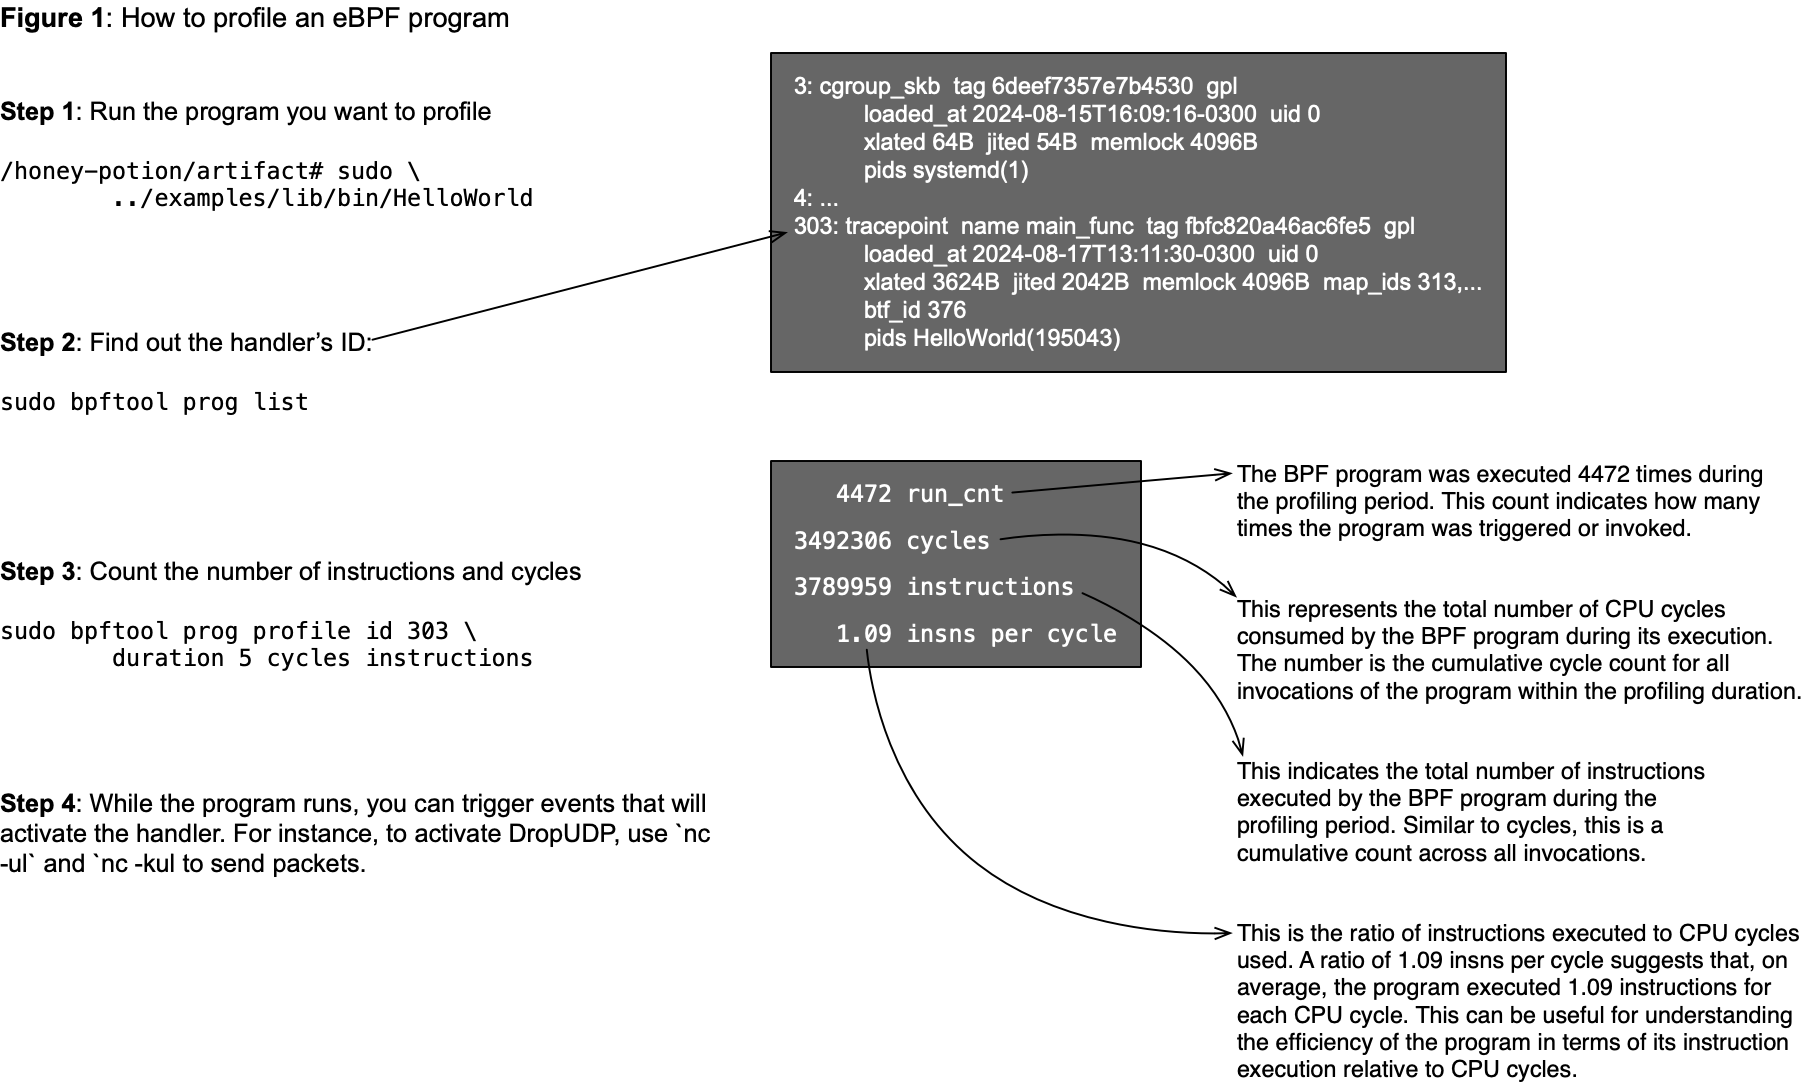 Figure 1: How to profile an eBPF program
Step 1: Run the program you want to profile
/honey-potion/artifact# sudo \
../examples/lib/bin/HelloWorld
Step 2: Find out the handler’s ID:
sudo bpftool prog list
3: cgroup_skb tag 6deef7357e7b4530 gpl
loaded_at 2024-08-15T16:09:16-0300 uid 0
xlated 64B jited 54B memlock 4096B
pids systemd(1)
4: ...
303: tracepoint name main_func tag fbfc820a46ac6fe5 gpl
loaded_at 2024-08-17T13:11:30-0300 uid 0
xlated 3624B jited 2042B memlock 4096B map_ids 313,...
btf_id 376
pids HelloWorld(195043)
Step 3: Count the number of instructions and cycles
sudo bpftool prog profile id 303 \
duration 5 cycles instructions
4472 run_cnt
3492306 cycles
3789959 instructions
1.09 insns per cycle
The BPF program was executed 4472 times during
the profiling period. This count indicates how many
times the program was triggered or invoked.
This represents the total number of CPU cycles
consumed by the BPF program during its execution.
The number is the cumulative cycle count for all
invocations of the program within the profiling duration.
This indicates the total number of instructions
executed by the BPF program during the
profiling period. Similar to cycles, this is a
cumulative count across all invocations.
This is the ratio of instructions executed to CPU cycles
used. A ratio of 1.09 insns per cycle suggests that, on
average, the program executed 1.09 instructions for
each CPU cycle. This can be useful for understanding
the efficiency of the program in terms of its instruction
execution relative to CPU cycles.
Step 4: While the program runs, you can trigger events that will
activate the handler. For instance, to activate DropUDP, use `nc
-ul` and `nc -kul to send packets.